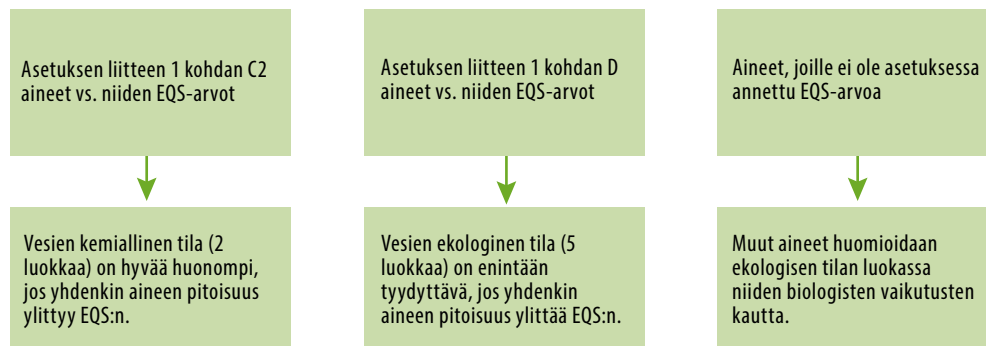 Asetuksen liitteen 1 kohdan C2
aineet vs. niiden EQS-arvot
Asetuksen liitteen 1 kohdan D
aineet vs. niiden EQS-arvot
Aineet, joille ei ole asetuksessa
annettu EQS-arvoa
Vesien kemiallinen tila (2
luokkaa) on hyvää huonompi,
jos yhdenkin aineen pitoisuus
ylittyy EQS:n.
Vesien ekologinen tila (5
luokkaa) on enintään
tyydyttävä, jos yhdenkin
aineen pitoisuus ylittää EQS:n.
Muut aineet huomioidaan
ekologisen tilan luokassa
niiden biologisten vaikutusten
kautta.